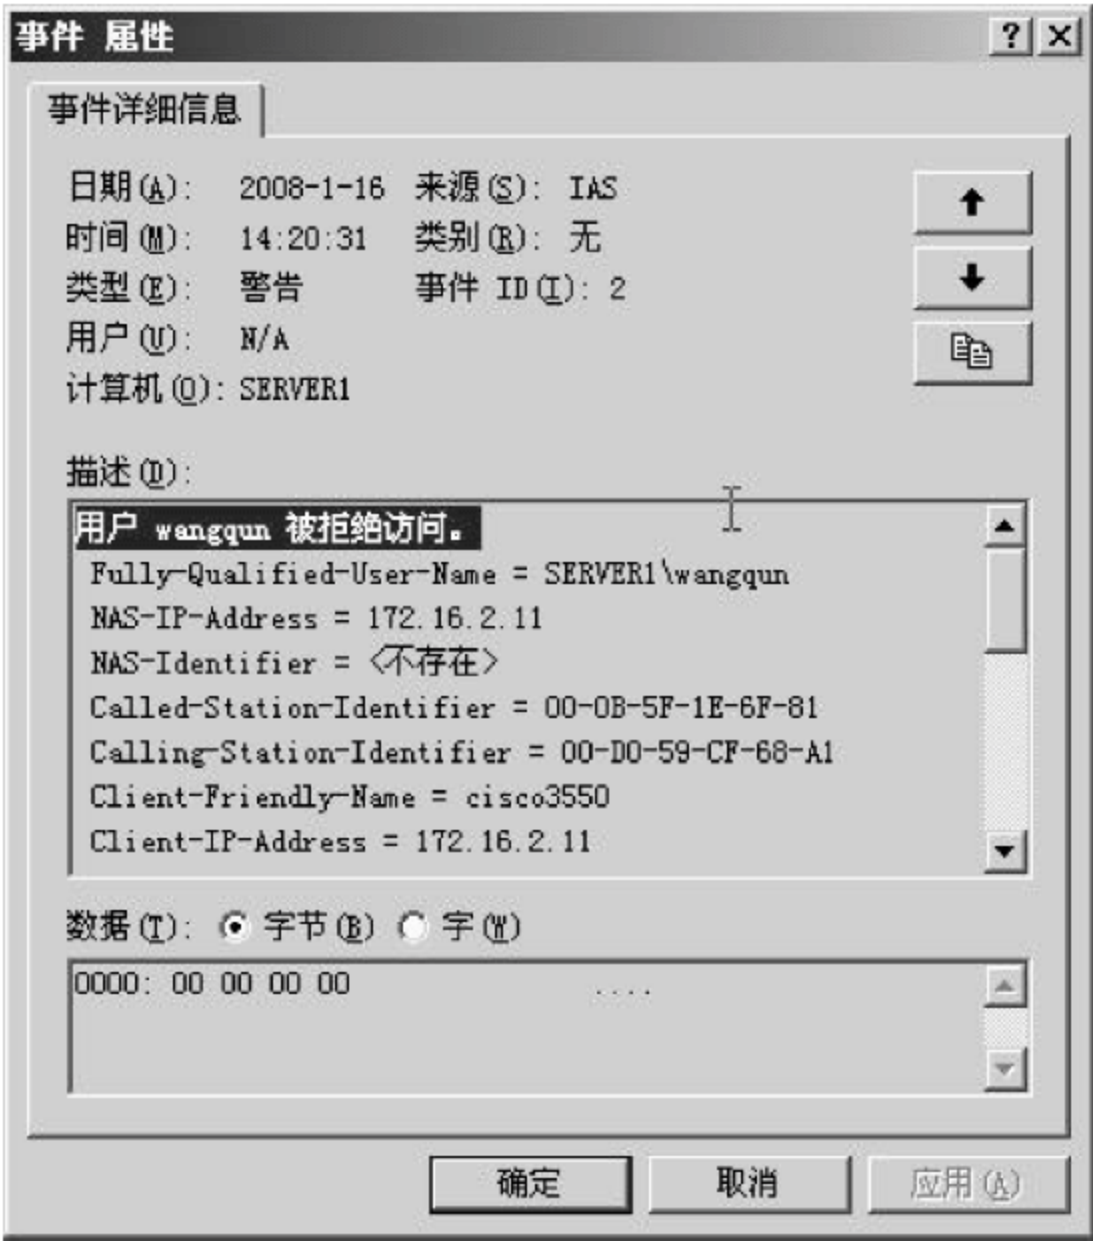 事件 属性
事件详细信息
日期(A): 2008-1-16 来源(S): IAS
时间(M): 14:20:31 类别(R): 无
类型(E): 警告 事件 ID(I): 2
用户(U): N/A
计算机(O): SERVER1
描述(D):
用户 wangqun 被拒绝访问。
Fully-Qualified-User-Name = SERVER1\wangqun
NAS-IP-Address = 172.16.2.11
NAS-Identifier = <不存在>
Called-Station-Identifier = 00-0B-5F-1E-6F-81
Calling-Station-Identifier = 00-D0-59-CF-68-A1
Client-Friendly-Name = cisco3550
Client-IP-Address = 172.16.2.11
数据(T): 字节(B) 字(W)
0000: 00 00 00 00 ....
确定 取消 应用(A)